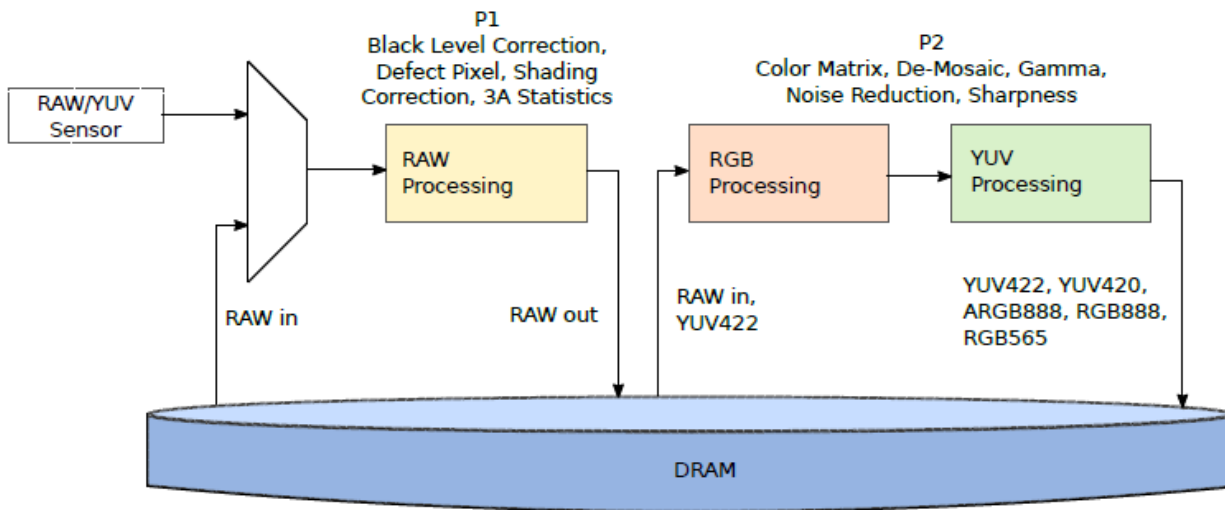 P1
Black Level Correction,
Defect Pixel, Shading
Correction, 3A Statistics
P2
Color Matrix, De-Mosaic, Gamma,
Noise Reduction, Sharpness
RAW/YUV
Sensor
RAW
Processing
RGB
Processing
YUV
Processing
RAW in
RAW out
RAW in,
YUV422
YUV422, YUV420,
ARGB888, RGB888,
RGB565
DRAM